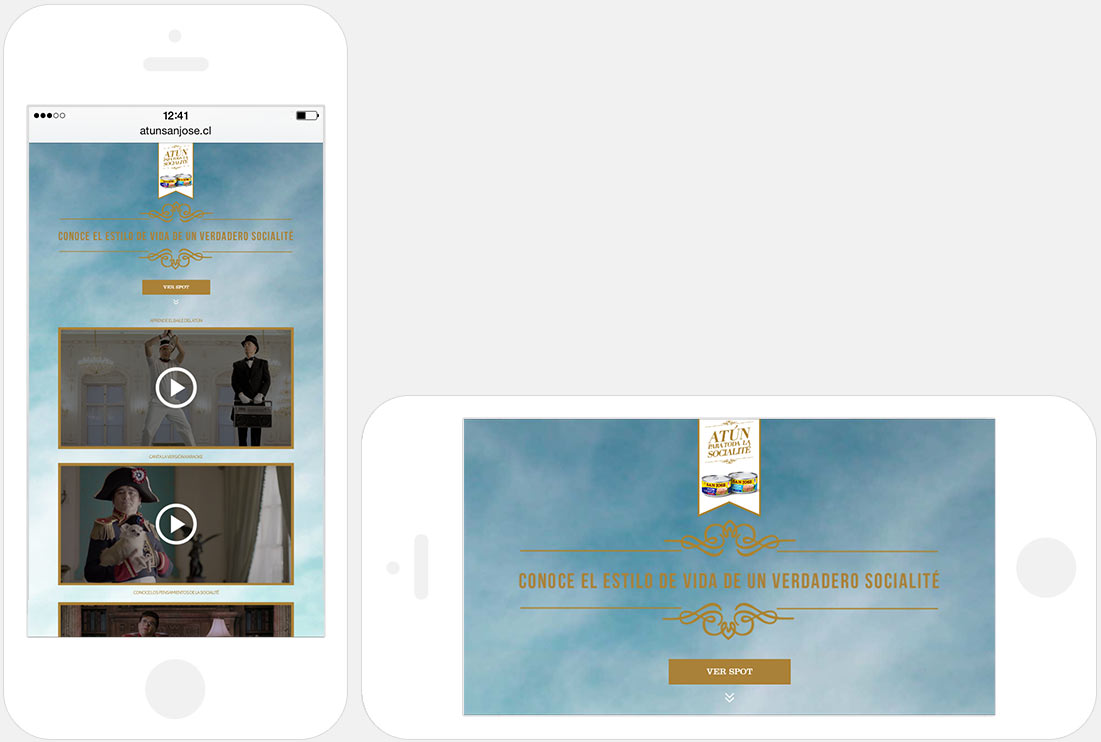 12:41
atunsanjose.cl
ATÚN
PARA TODA LA
SOCIALITÉ
CONOCE EL ESTILO DE VIDA DE UN VERDADERO SOCIALITÉ
VER SPOT
APRENDE EL BAILE DEL ATÚN
CANTA LA VERSIÓN KARAOKE
CONOCE LOS PENSAMIENTOS DE LA SOCIALITÉ
ATÚN
PARA TODA LA
SOCIALITÉ
SAN JOSE
SAN JOSE
CONOCE EL ESTILO DE VIDA DE UN VERDADERO SOCIALITÉ
VER SPOT